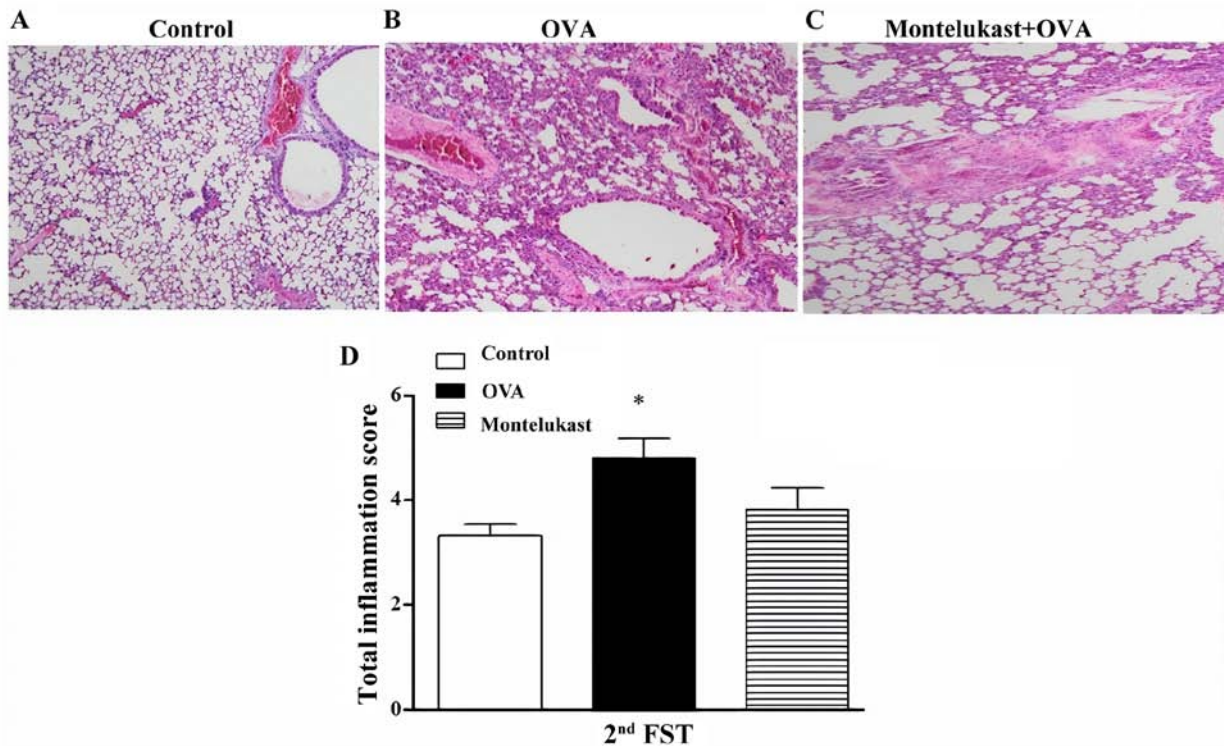 A
Control
B
OVA
C
Montelukast+OVA
D
Control
OVA
Montelukast
*
Total inflammation score
6
4
2
0
2nd FST